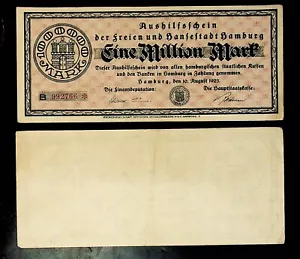 Aushilfsschein
der Freien und Hansestadt Hamburg
Eine Million Mark
Dieser Aushilfsschein wird von allen hamburgischen staatlichen Kassen
und den Banken in Hamburg in Zahlung genommen.
Hamburg, den 10. August 1923.
Die Finanzdeputation: Die Hauptstaatskasse:
MARK
B 992766 *